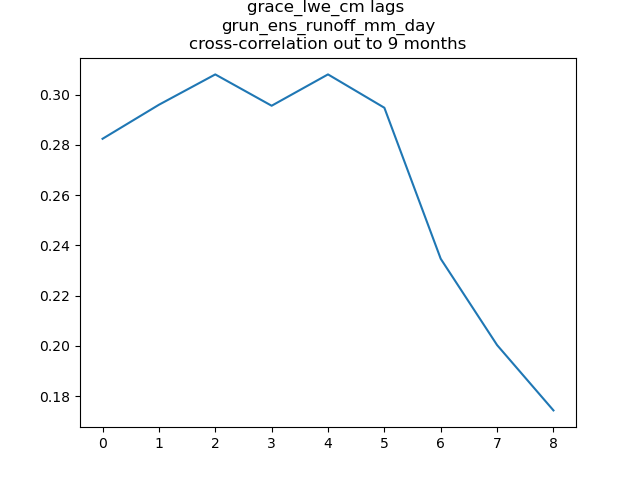 grace_lwe_cm lags
grun_ens_runoff_mm_day
cross-correlation out to 9 months
0.30
0.28
0.26
0.24
0.22
0.20
0.18
0 1 2 3 4 5 6 7 8